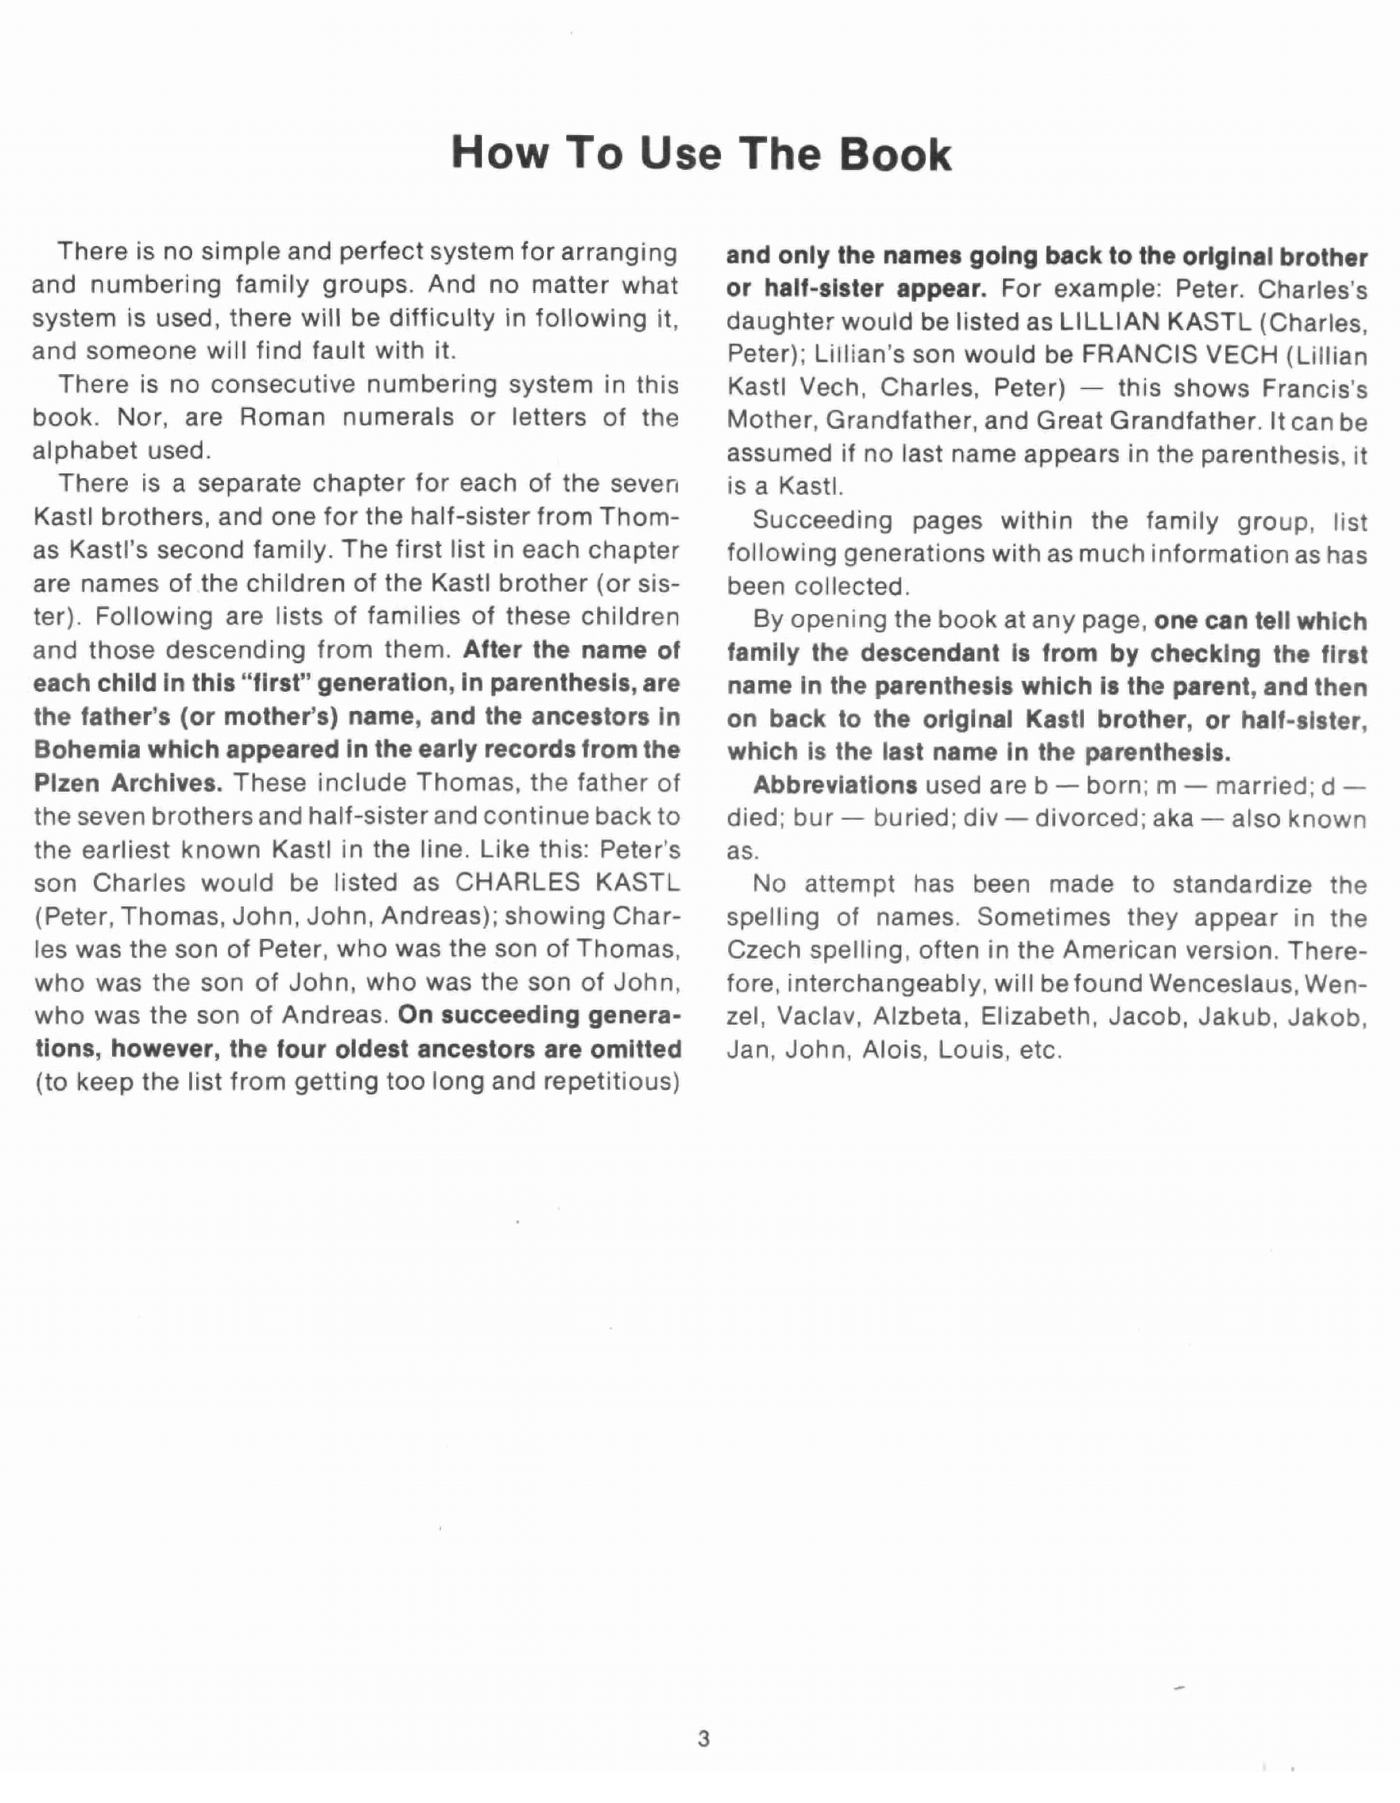 How To Use The Book
There is no simple and perfect system for arranging
and numbering family groups. And no matter what
system is used, there will be difficulty in following it,
and someone will find fault with it.
There is no consecutive numbering system in this
book. Nor, are Roman numerals or letters of the
alphabet used.
There is a separate chapter for each of the seven
Kastl brothers, and one for the half-sister from Thom-
as Kastl's second family. The first list in each chapter
are names of the children of the Kastl brother (or sis-
ter). Following are lists of families of these children
and those descending from them. After the name of
each child in this "first" generation, in parenthesis, are
the father's (or mother's) name, and the ancestors in
Bohemia which appeared in the early records from the
Plzen Archives. These include Thomas, the father of
the seven brothers and half-sister and continue back to
the earliest known Kastl in the line. Like this: Peter's
son Charles would be listed as CHARLES KASTL
(Peter, Thomas, John, John, Andreas); showing Char-
les was the son of Peter, who was the son of Thomas,
who was the son of John, who was the son of John,
who was the son of Andreas. On succeeding genera-
tions, however, the four oldest ancestors are omitted
(to keep the list from getting too long and repetitious)
and only the names going back to the original brother
or half-sister appear. For example: Peter. Charles's
daughter would be listed as LILLIAN KASTL (Charles,
Peter); Lillian's son would be FRANCIS VECH (Lillian
Kastl Vech, Charles, Peter) — this shows Francis's
Mother, Grandfather, and Great Grandfather. It can be
assumed if no last name appears in the parenthesis, it
is a Kastl.
Succeeding pages within the family group, list
following generations with as much information as has
been collected.
By opening the book at any page, one can tell which
family the descendant is from by checking the first
name in the parenthesis which is the parent, and then
on back to the original Kastl brother, or half-sister,
which is the last name in the parenthesis.
Abbreviations used are b — born; m — married; d —
died; bur — buried; div — divorced; aka — also known
as.
No attempt has been made to standardize the
spelling of names. Sometimes they appear in the
Czech spelling, often in the American version. There-
fore, interchangeably, will be found Wenceslaus, Wen-
zel, Vaclav, Alzbeta, Elizabeth, Jacob, Jakub, Jakob,
Jan, John, Alois, Louis, etc.
3